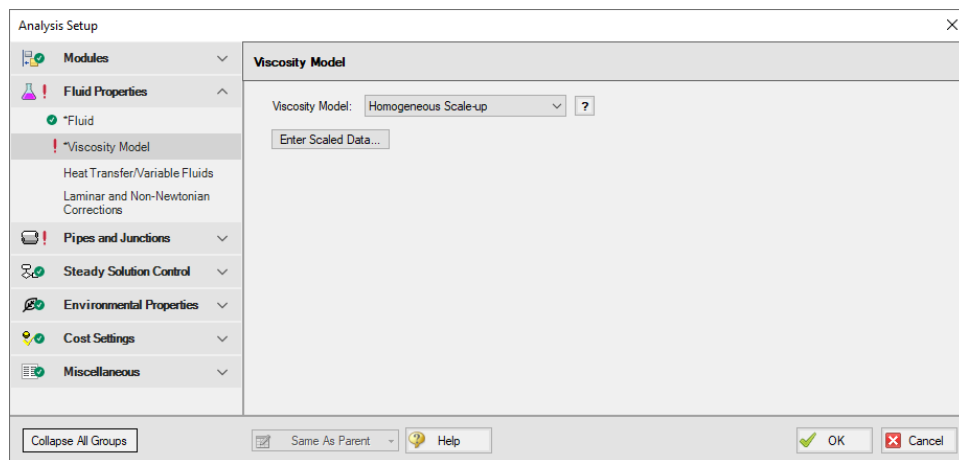 Analysis Setup
Modules
Fluid Properties
*Fluid
*Viscosity Model
Heat Transfer/Variable Fluids
Laminar and Non-Newtonian
Corrections
Pipes and Junctions
Steady Solution Control
Environmental Properties
Cost Settings
Miscellaneous
Collapse All Groups
Viscosity Model
Viscosity Model: Homogeneous Scale-up ?
Enter Scaled Data...
Same As Parent
Help
OK
Cancel